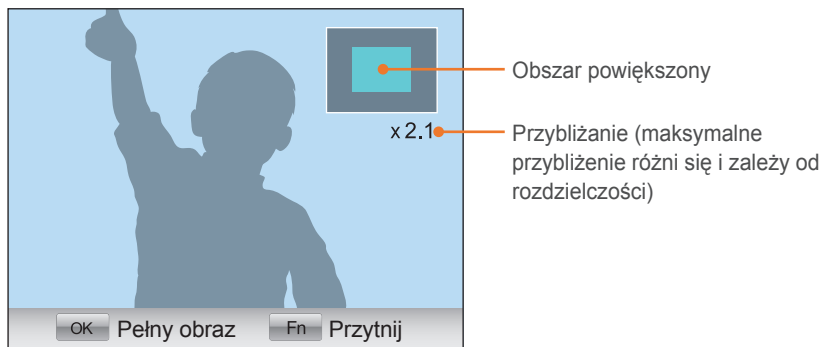 Obszar powiększony
x 2.1
Przybliżanie (maksymalne
przybliżenie różni się i zależy od
rozdzielczości)
OK Pełny obraz Fn Przytnij